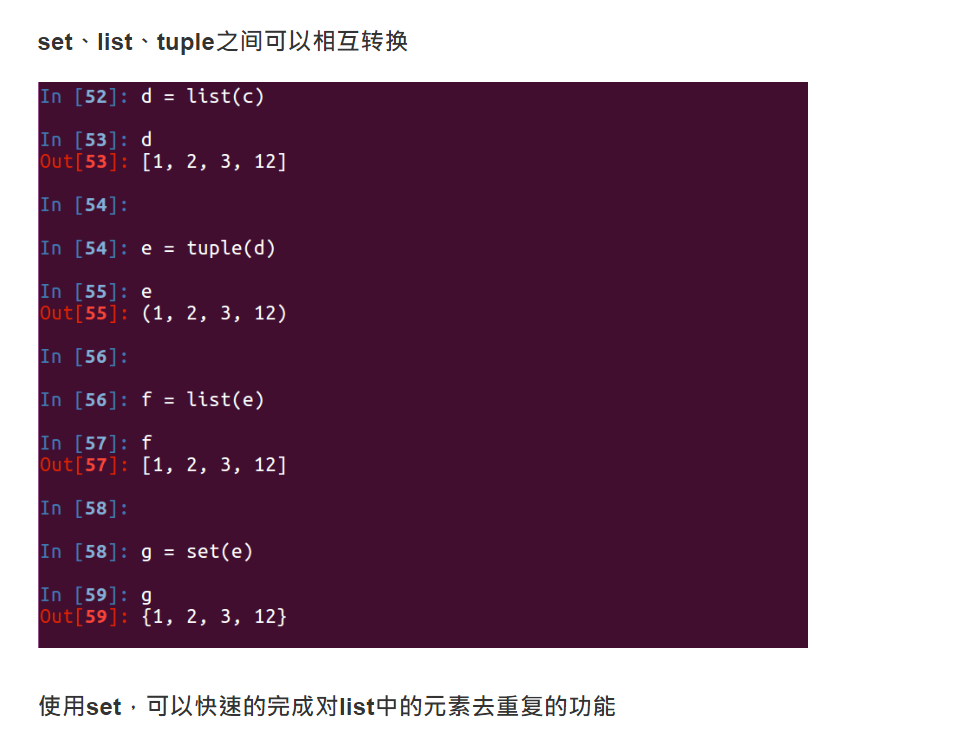 set、list、tuple之间可以相互转换
In [52]: d = list(c)
In [53]: d
Out[53]: [1, 2, 3, 12]
In [54]:
In [54]: e = tuple(d)
In [55]: e
Out[55]: (1, 2, 3, 12)
In [56]:
In [56]: f = list(e)
In [57]: f
Out[57]: [1, 2, 3, 12]
In [58]:
In [58]: g = set(e)
In [59]: g
Out[59]: {1, 2, 3, 12}
使用set，可以快速的完成对list中的元素去重复的功能